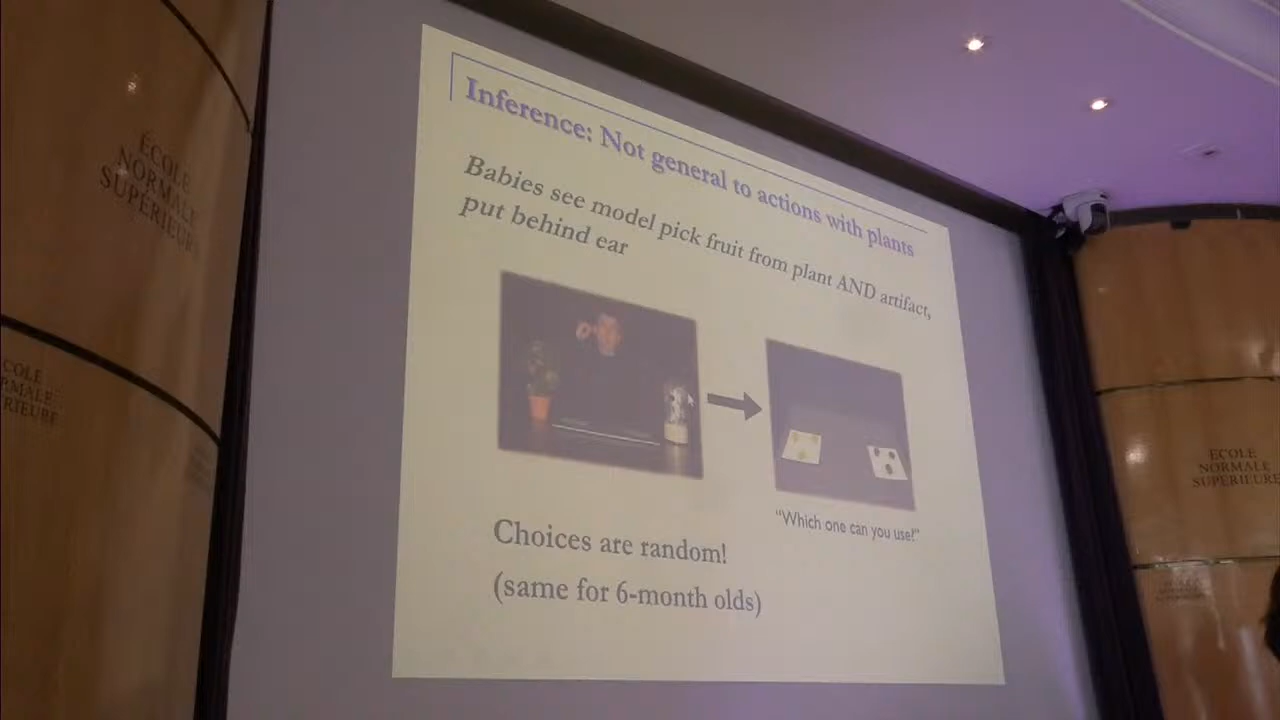 ÉCOLE
NORMALE
SUPÉRIEURE
Inference: Not general to actions with plants
Babies see model pick fruit from plant AND artifact,
put behind ear
"Which one can you use?"
Choices are random!
(same for 6-month olds)
ECOLE
NORMALE
SUPÉRIEURE